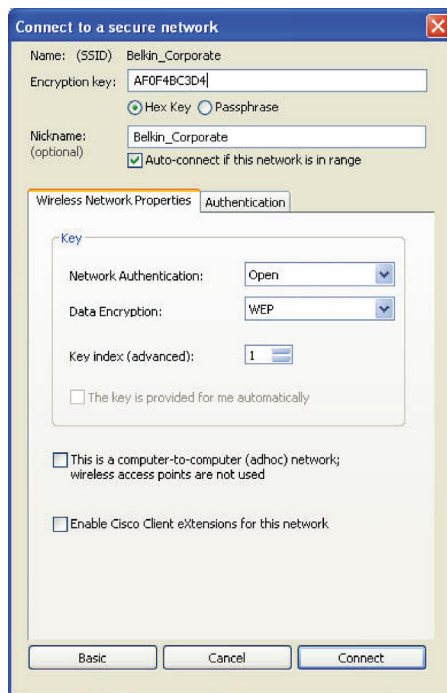 Connect to a secure network
Name: (SSID) Belkin_Corporate
Encryption key: AF0F4BC3D4
Hex Key Passphrase
Nickname: Belkin_Corporate
(optional)
Auto-connect if this network is in range
Wireless Network Properties Authentication
Key
Network Authentication: Open
Data Encryption: WEP
Key index (advanced): 1
The key is provided for me automatically
This is a computer-to-computer (adhoc) network;
wireless access points are not used
Enable Cisco Client eXtensions for this network
Basic Cancel Connect